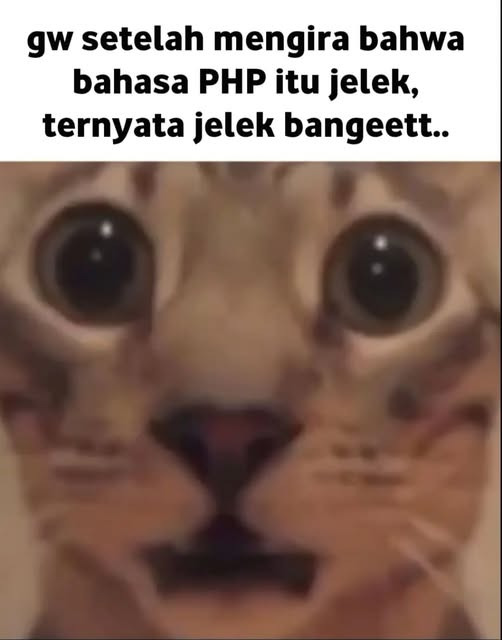 gw setelah mengira bahwa
bahasa PHP itu jelek,
ternyata jelek bangeett..